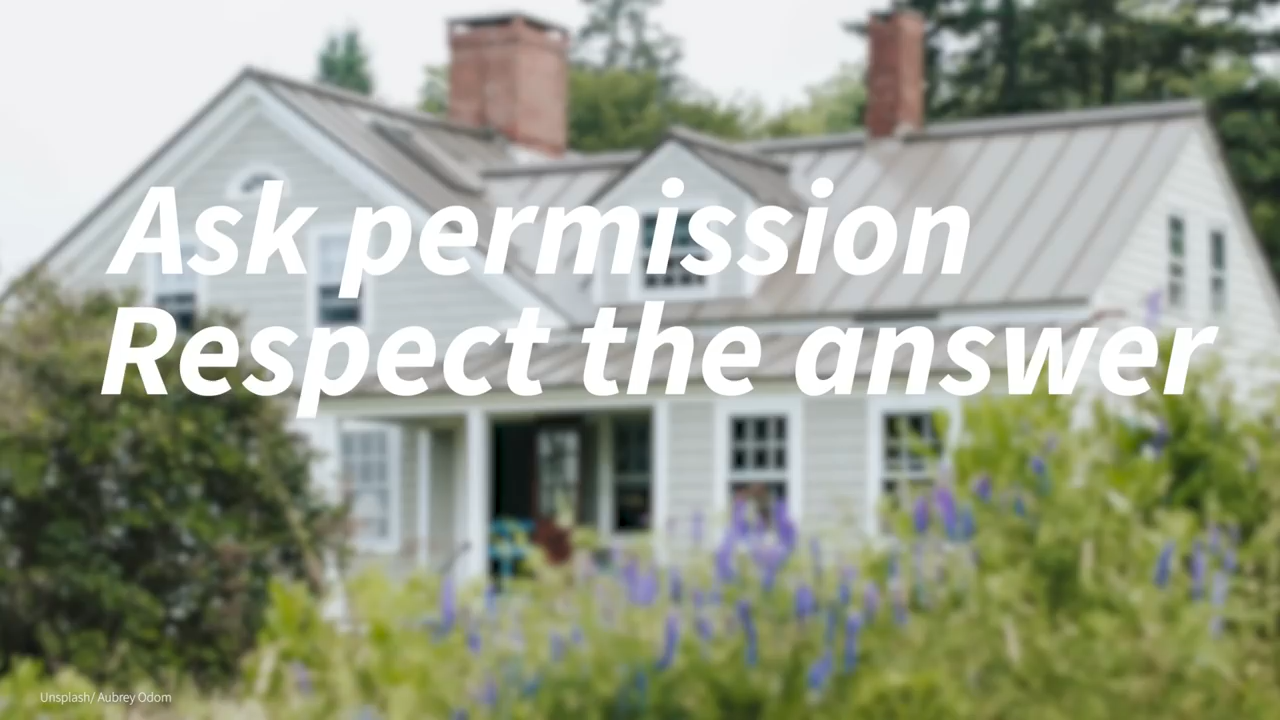 Ask permission
Respect the answer
Unsplash/ Aubrey Odom